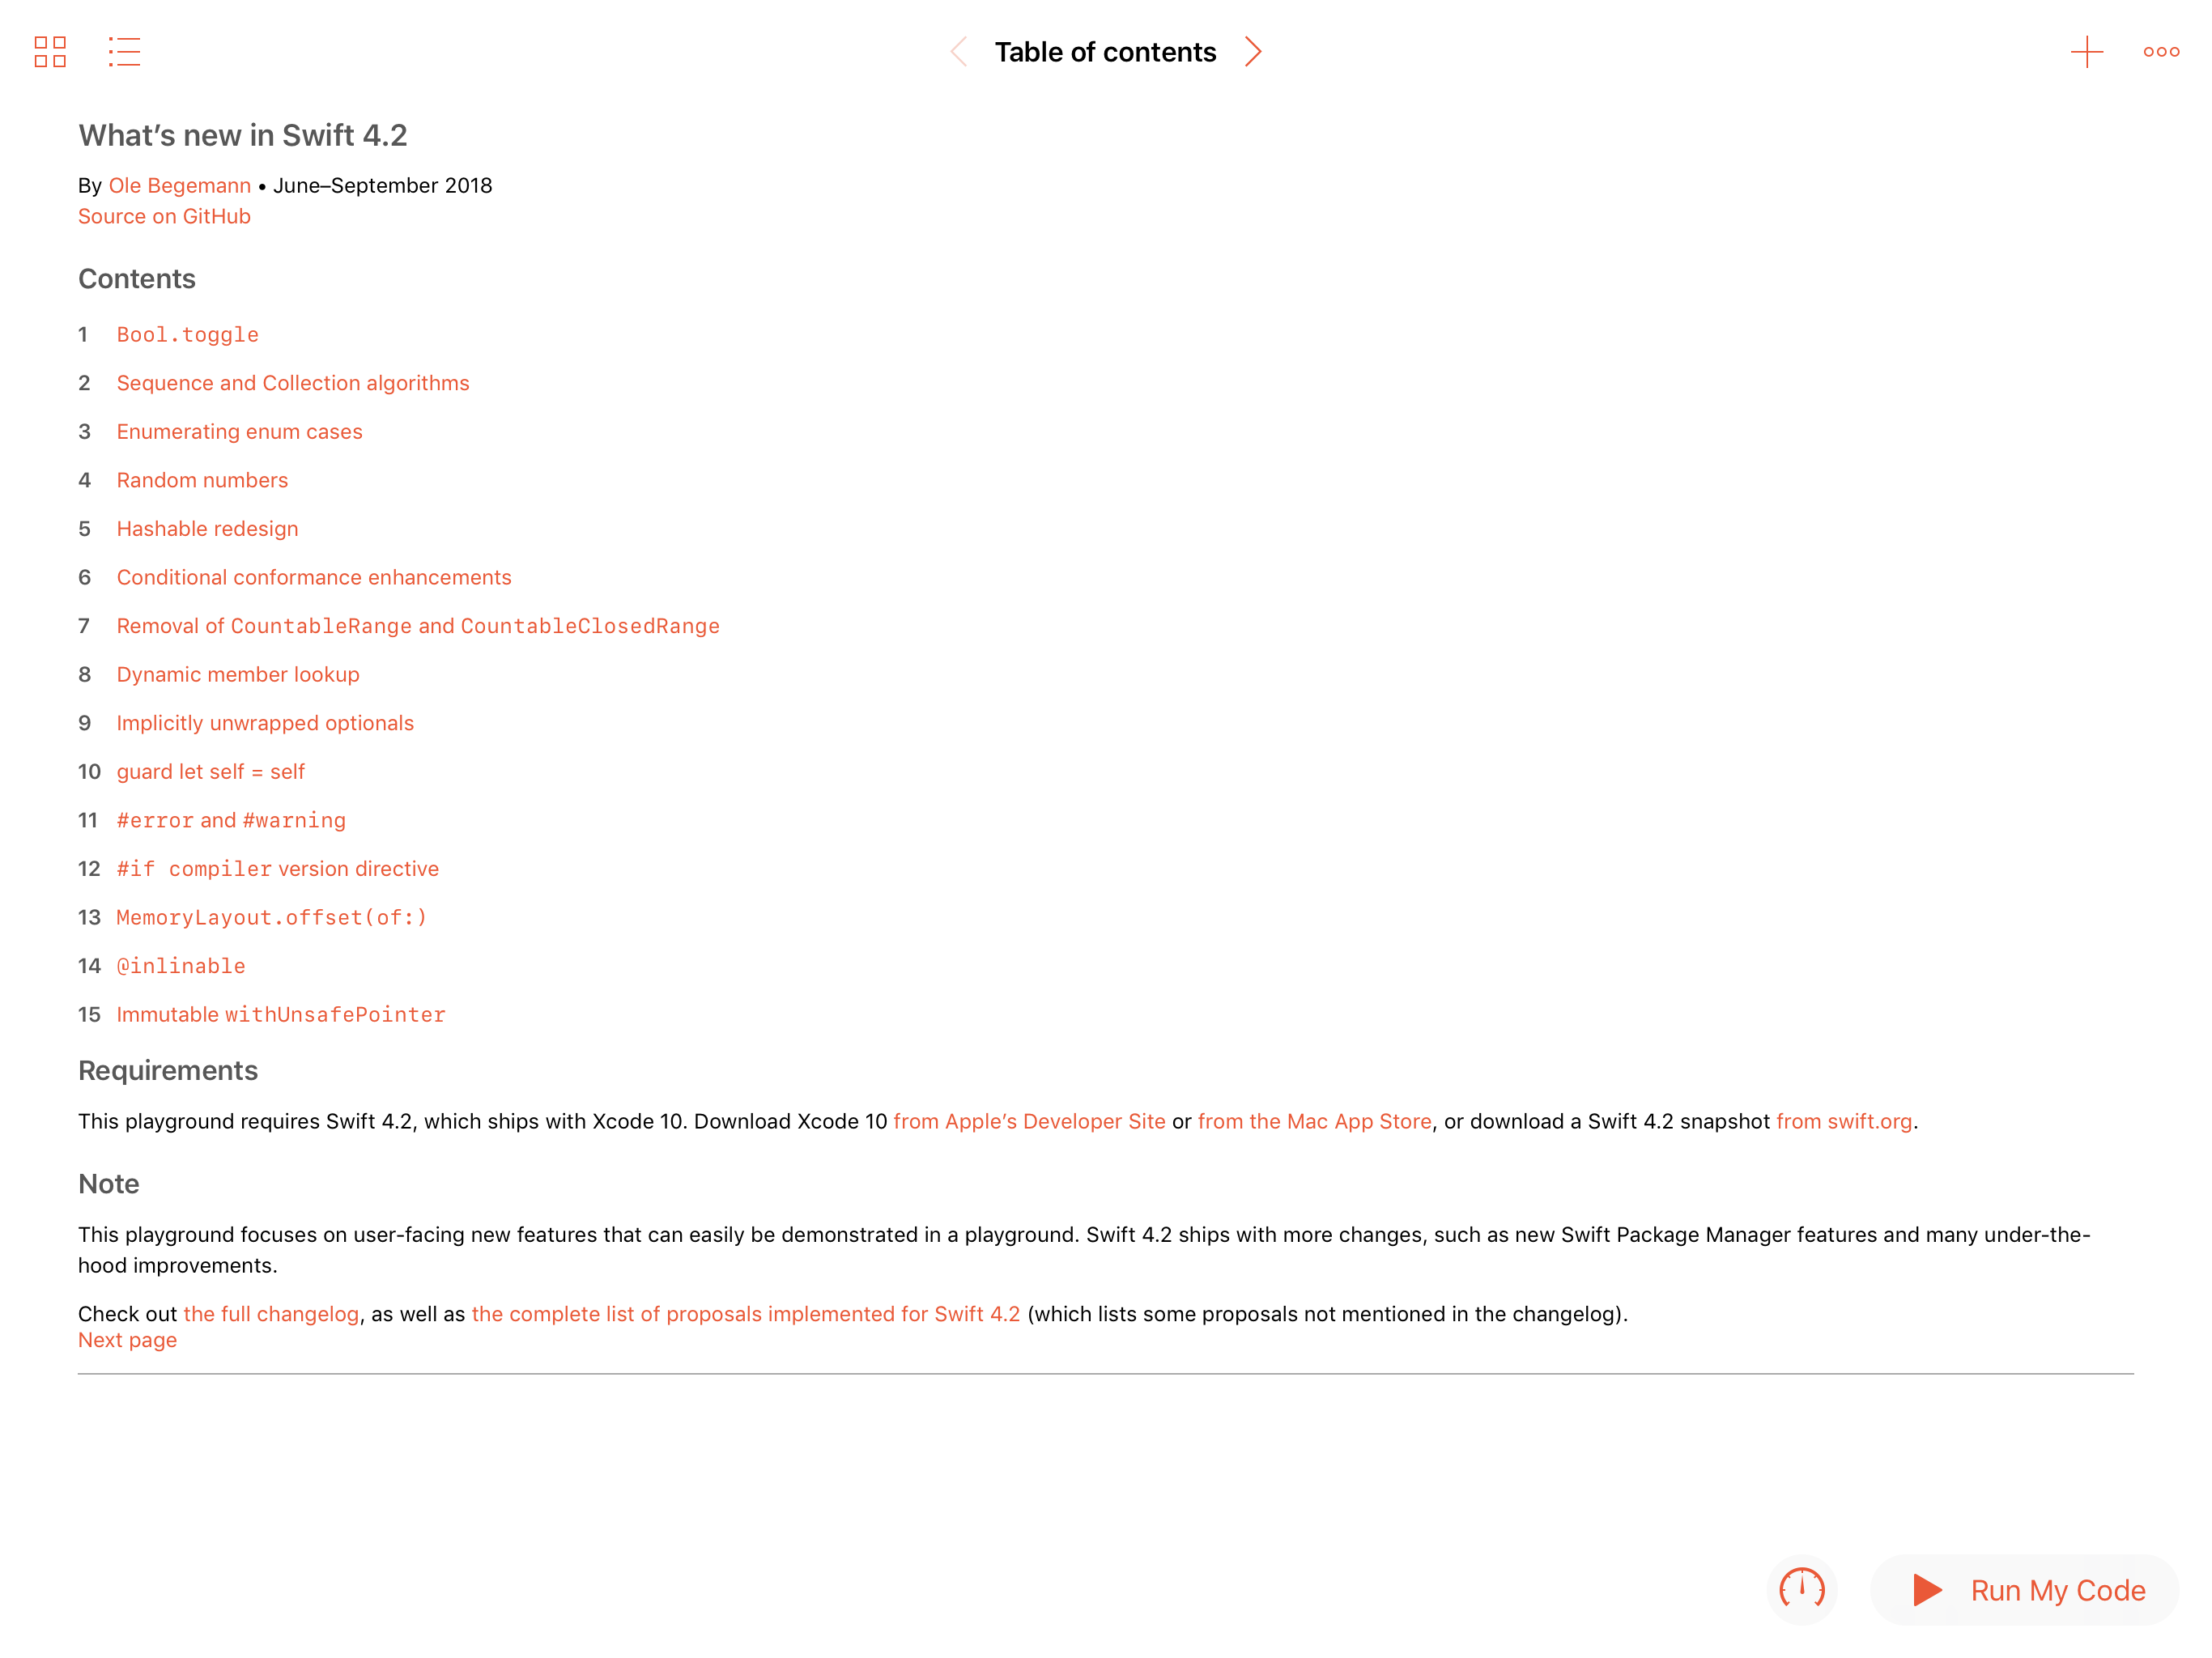 Table of contents
What’s new in Swift 4.2
By Ole Begemann • June–September 2018
Source on GitHub
Contents
1 Bool.toggle
2 Sequence and Collection algorithms
3 Enumerating enum cases
4 Random numbers
5 Hashable redesign
6 Conditional conformance enhancements
7 Removal of CountableRange and CountableClosedRange
8 Dynamic member lookup
9 Implicitly unwrapped optionals
10 guard let self = self
11 #error and #warning
12 #if compiler version directive
13 MemoryLayout.offset(of:)
14 @inlinable
15 Immutable withUnsafePointer
Requirements
This playground requires Swift 4.2, which ships with Xcode 10. Download Xcode 10 from Apple’s Developer Site or from the Mac App Store, or download a Swift 4.2 snapshot from swift.org.
Note
This playground focuses on user-facing new features that can easily be demonstrated in a playground. Swift 4.2 ships with more changes, such as new Swift Package Manager features and many under-the-
hood improvements.
Check out the full changelog, as well as the complete list of proposals implemented for Swift 4.2 (which lists some proposals not mentioned in the changelog).
Next page
Run My Code